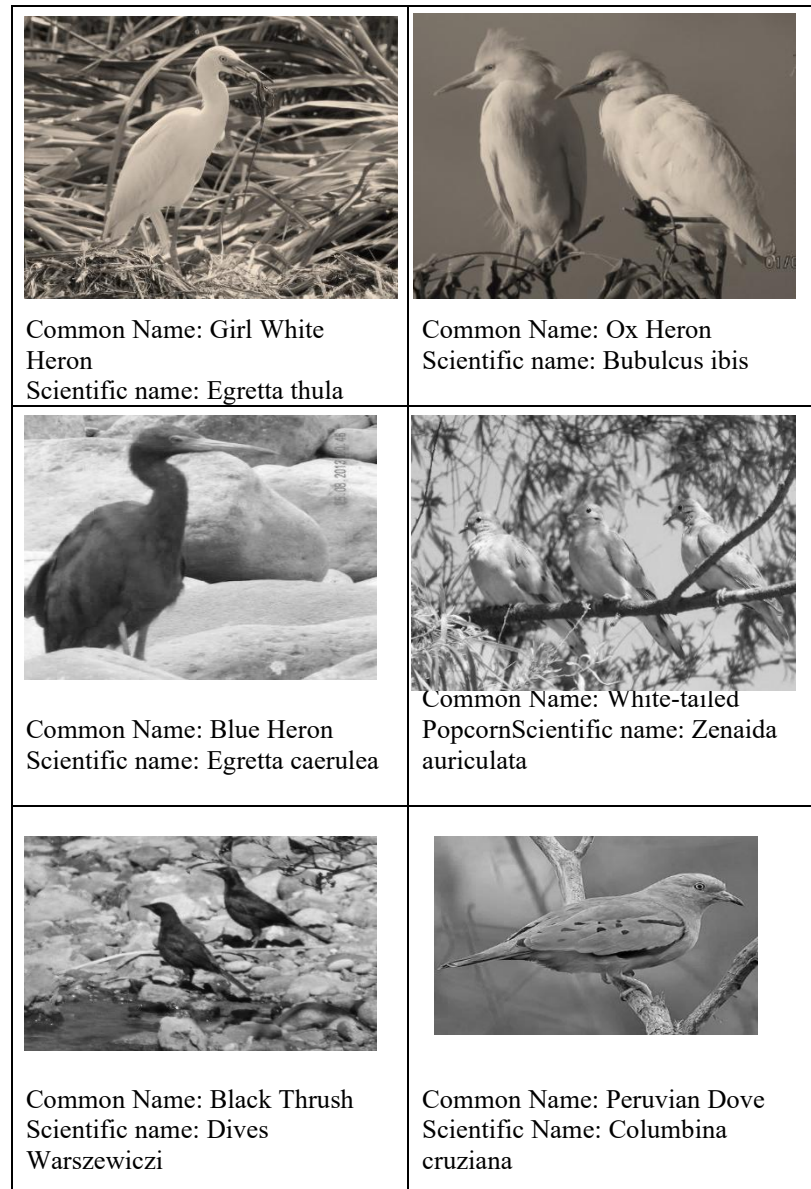 Common Name: Girl White
Heron
Scientific name: Egretta thula
Common Name: Ox Heron
Scientific name: Bubulcus ibis
Common Name: Blue Heron
Scientific name: Egretta caerulea
Common Name: White-tailed
PopcornScientific name: Zenaida
auriculata
Common Name: Black Thrush
Scientific name: Dives
Warszewiczi
Common Name: Peruvian Dove
Scientific Name: Columbina
cruziana